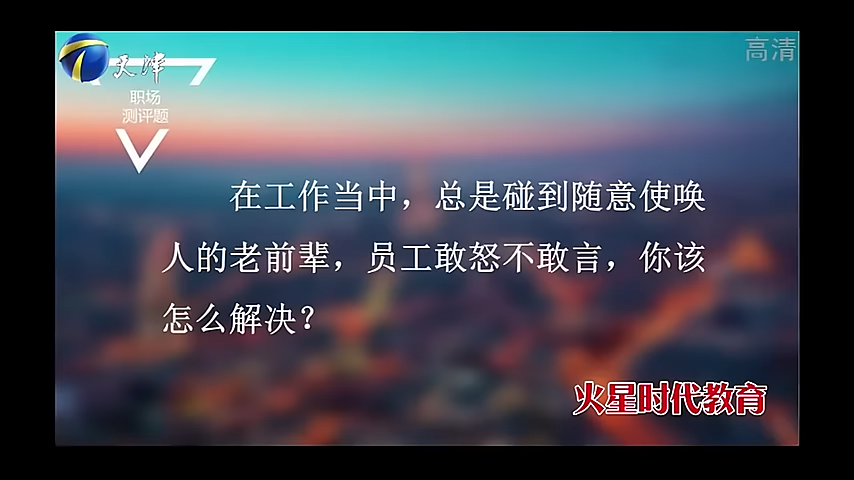 天津
高清
职场
测评题
在工作当中，总是碰到随意使唤
人的老前辈，员工敢怒不敢言，你该
怎么解决？
火星时代教育